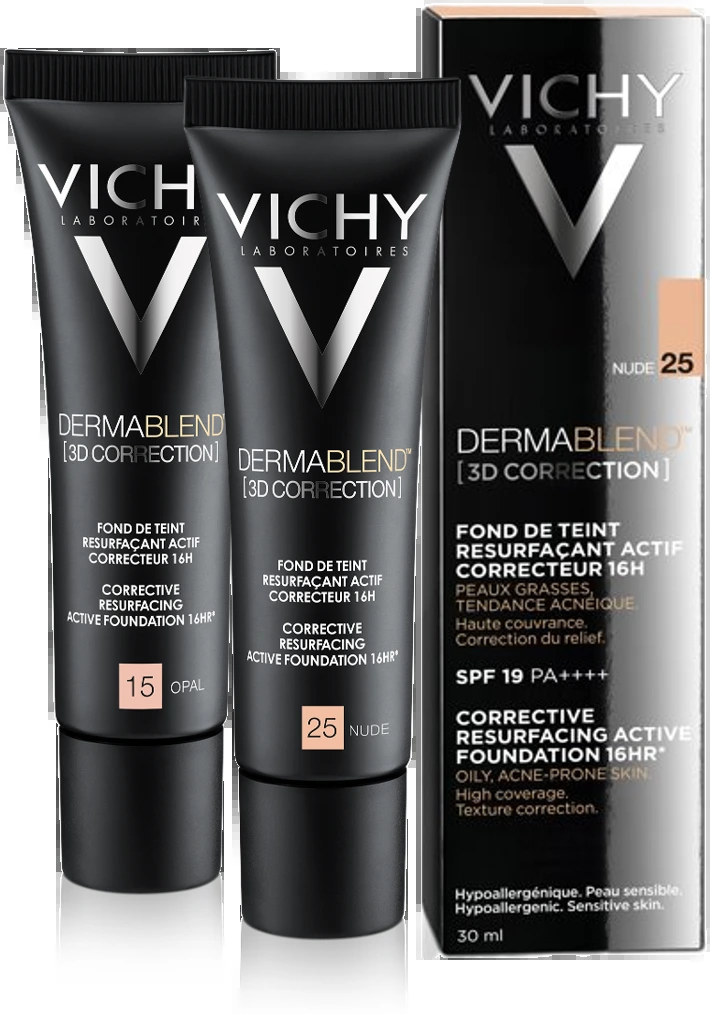 VICHY
LABORATOIR
DERMABLEND
[3D CORRECTION]
FOND DE TEINT
RESURFAÇANT ACTIF
CORRECTEUR 16H
CORRECTIVE
RESURFACING
ACTIVE FOUNDATION 16HR*
15 OPAL
VICHY
LABORATOIRES
DERMABLEND™
[3D CORRECTION]
FOND DE TEINT
RESURFAÇANT ACTIF
CORRECTEUR 16H
CORRECTIVE
RESURFACING
ACTIVE FOUNDATION 16HR*
25 NUDE
VICHY
LABORATOIRES
NUDE 25
DERMABLEND™
[3D CORRECTION]
FOND DE TEINT
RESURFAÇANT ACTIF
CORRECTEUR 16H
PEAUX GRASSES,
TENDANCE ACNÉIQUE.
Haute couvrance.
Correction du relief.
SPF 19 PA++++
CORRECTIVE
RESURFACING ACTIVE
FOUNDATION 16HR*
OILY, ACNE-PRONE SKIN.
High coverage.
Texture correction.
Hypoallergénique. Peau sensible.
Hypoallergenic. Sensitive skin.
30 ml